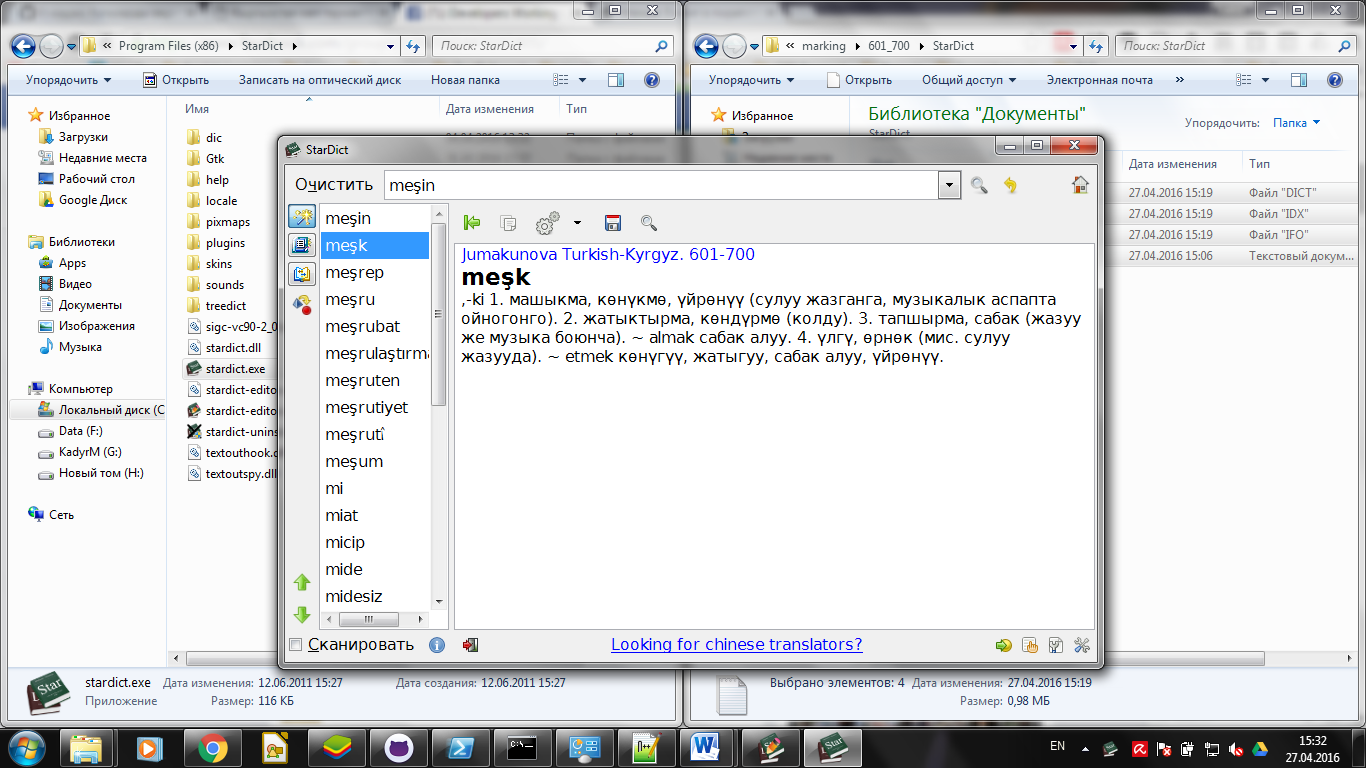 Program Files (x86) StarDict
Поиск: StarDict
marking 601_700 StarDict
Поиск: StarDict
Упорядочить Открыть Записать на оптический диск Новая папка
Упорядочить Открыть Общий доступ Электронная почта »
Избранное
Загрузки
Недавние места
Рабочий стол
Google Диск
Библиотеки
Apps
Видео
Документы
Изображения
Музыка
Компьютер
Локальный диск (C
Data (F:)
KadyrM (G:)
Новый том (H:)
Сеть
Имя Дата изменения Тип
dic
Gtk
help
locale
pixmaps
plugins
skins
sounds
treedict
sigc-vc90-2_0
stardict.dll
stardict.exe
stardict-edito
stardict-edito
stardict-unins
textouthook.d
textoutspy.dll
Избранное
Библиотека "Документы"
StarDict
Упорядочить: Папка
Дата изменения Тип
27.04.2016 15:19 Файл "DICT"
27.04.2016 15:19 Файл "IDX"
27.04.2016 15:19 Файл "IFO"
27.04.2016 15:06 Текстовый докум...
StarDict
Очистить meşin
meşin
meşk
meşrep
meşru
meşrubat
meşrulaştırma
meşruten
meşrutiyet
meşrutî
meşum
mi
miat
micip
mide
midesiz
Jumakunova Turkish-Kyrgyz. 601-700
meşk
,-ki 1. машыкма, көнүкмө, үйрөнүү (сулуу жазганга, музыкалык аспапта
ойногонго). 2. жатыктырма, көндүрмө (колду). 3. тапшырма, сабак (жазуу
же музыка боюнча). ~ almak сабак алуу. 4. үлгү, өрнөк (мис. сулуу
жазууда). ~ etmek көнүгүү, жатыгуу, сабак алуу, үйрөнүү.
Сканировать
Looking for chinese translators?
stardict.exe Дата изменения: 12.06.2011 15:27 Дата создания: 12.06.2011 15:27
Приложение Размер: 116 КБ
Выбрано элементов: 4 Дата изменения: 27.04.2016 15:19
Размер: 0,98 МБ
EN
15:32
27.04.2016